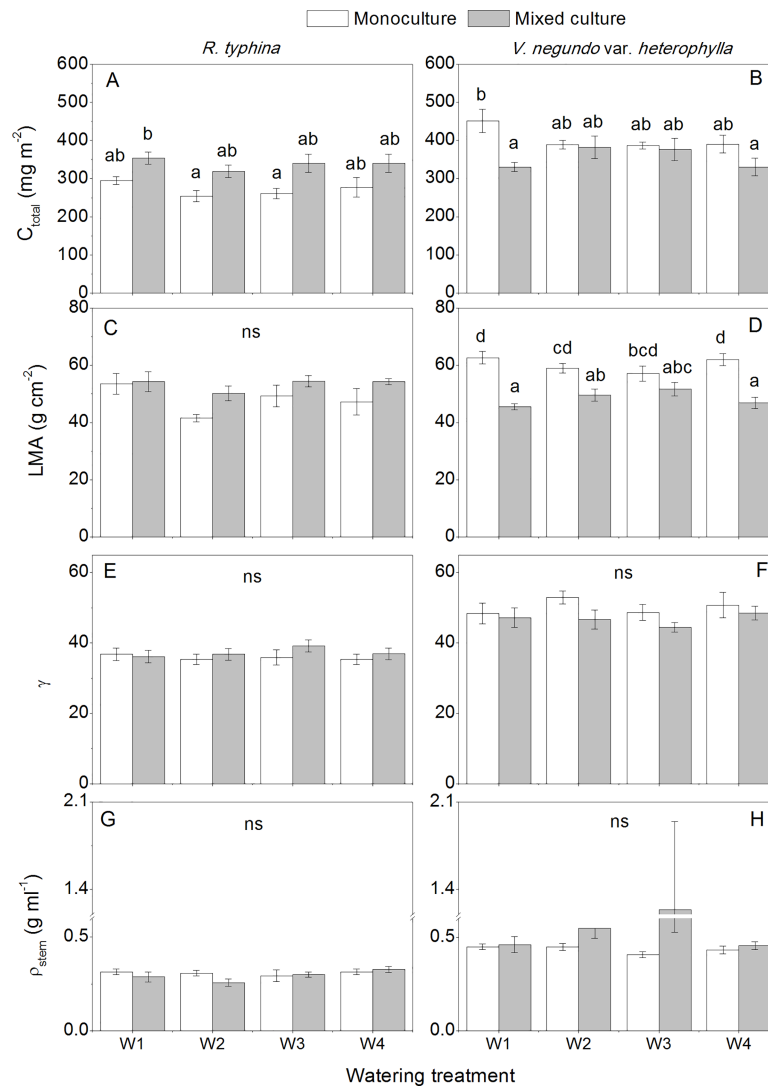 Monoculture Mixed culture
R. typhina V. negundo var. heterophylla
C_total (mg m⁻²)
600
500
400
300
200
100
0
A
ab b a ab a ab ab ab
600
500
400
300
200
100
0
B
b a ab ab ab ab ab a
LMA (g cm⁻²)
80
60
40
20
0
C
ns
80
60
40
20
0
D
d a cd ab bcd abc d a
γ
60
40
20
0
E
ns
60
40
20
0
F
ns
ρ_stem (g ml⁻¹)
2.1
1.4
0.5
0.0
G
ns
2.1
1.4
0.5
0.0
H
ns
W1 W2 W3 W4 W1 W2 W3 W4
Watering treatment